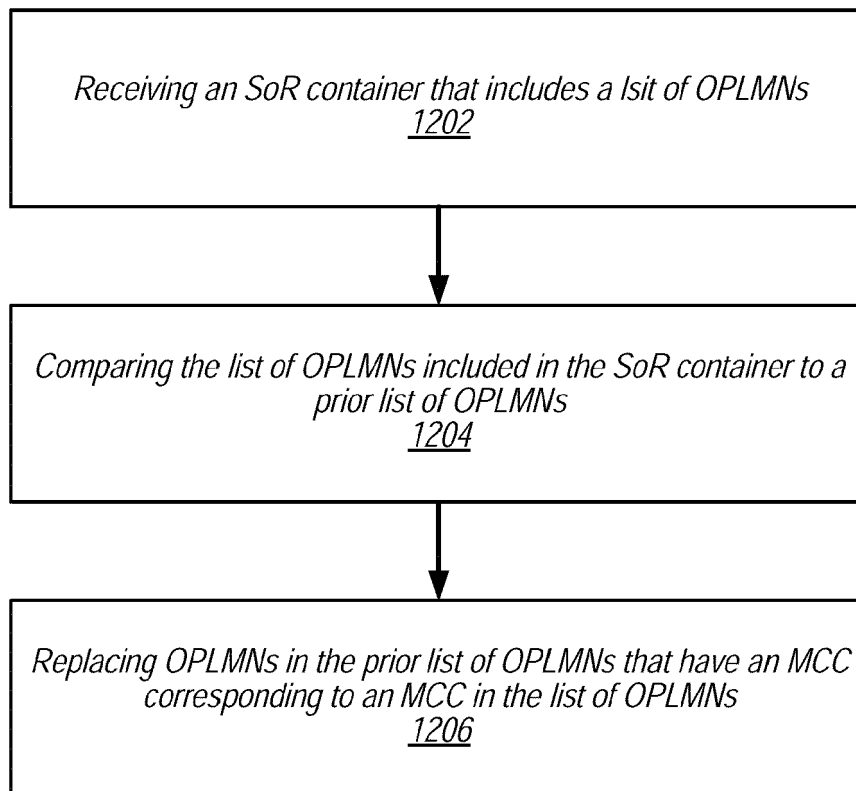 Receiving an SoR container that includes a lsit of OPLMNs
1202
Comparing the list of OPLMNs included in the SoR container to a
prior list of OPLMNs
1204
Replacing OPLMNs in the prior list of OPLMNs that have an MCC
corresponding to an MCC in the list of OPLMNs
1206